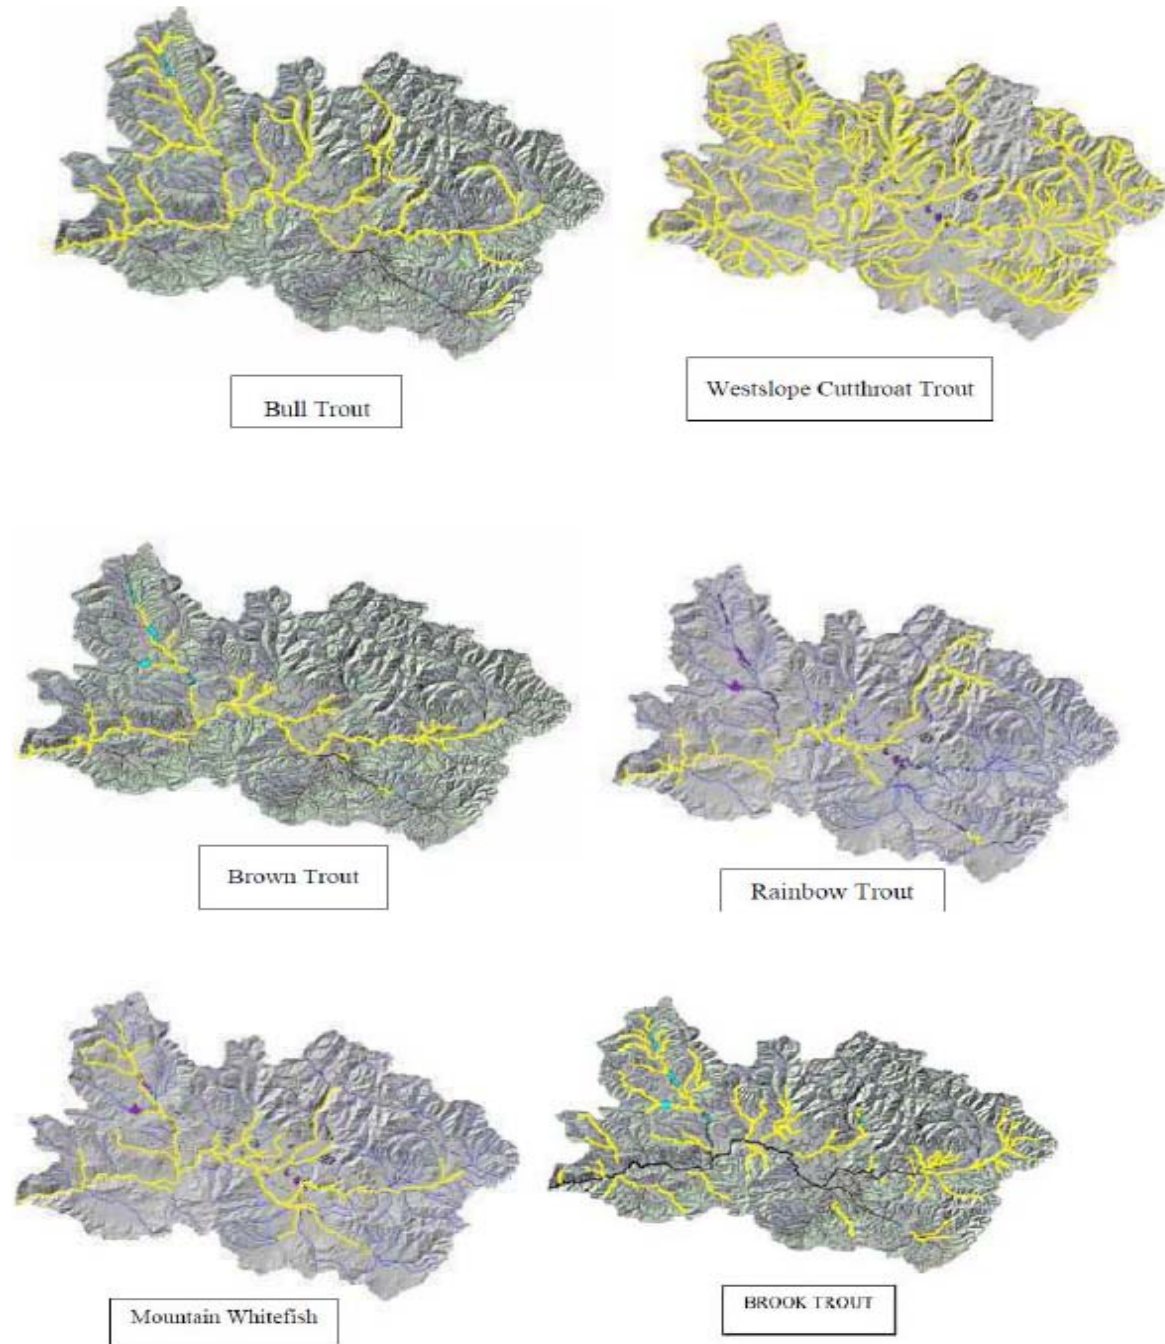 Bull Trout
Westslope Cutthroat Trout
Brown Trout
Rainbow Trout
Mountain Whitefish
BROOK TROUT